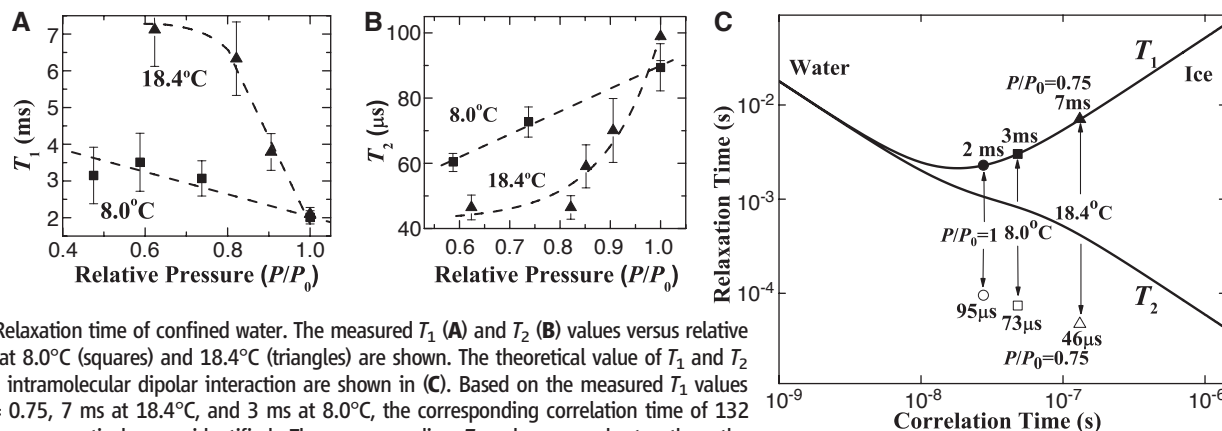 A
7
6
5
4
3
2
T1 (ms)
18.4°C
8.0°C
0.4 0.6 0.8 1.0
Relative Pressure (P/P0)
B
100
80
60
40
T2 (μs)
8.0°C
18.4°C
0.6 0.7 0.8 0.9 1.0
Relative Pressure (P/P0)
C
Relaxation Time (s)
10-2
10-3
10-4
Water
T1
Ice
P/P0=0.75
7ms
3ms
2 ms
18.4°C
P/P0=1
8.0°C
T2
95μs
73μs
46μs
P/P0=0.75
10-9 10-8 10-7 10-6
Correlation Time (s)
Relaxation time of confined water. The measured T1 (A) and T2 (B) values versus relative
at 8.0°C (squares) and 18.4°C (triangles) are shown. The theoretical value of T1 and T2
intramolecular dipolar interaction are shown in (C). Based on the measured T1 values
= 0.75, 7 ms at 18.4°C, and 3 ms at 8.0°C, the corresponding correlation time of 132